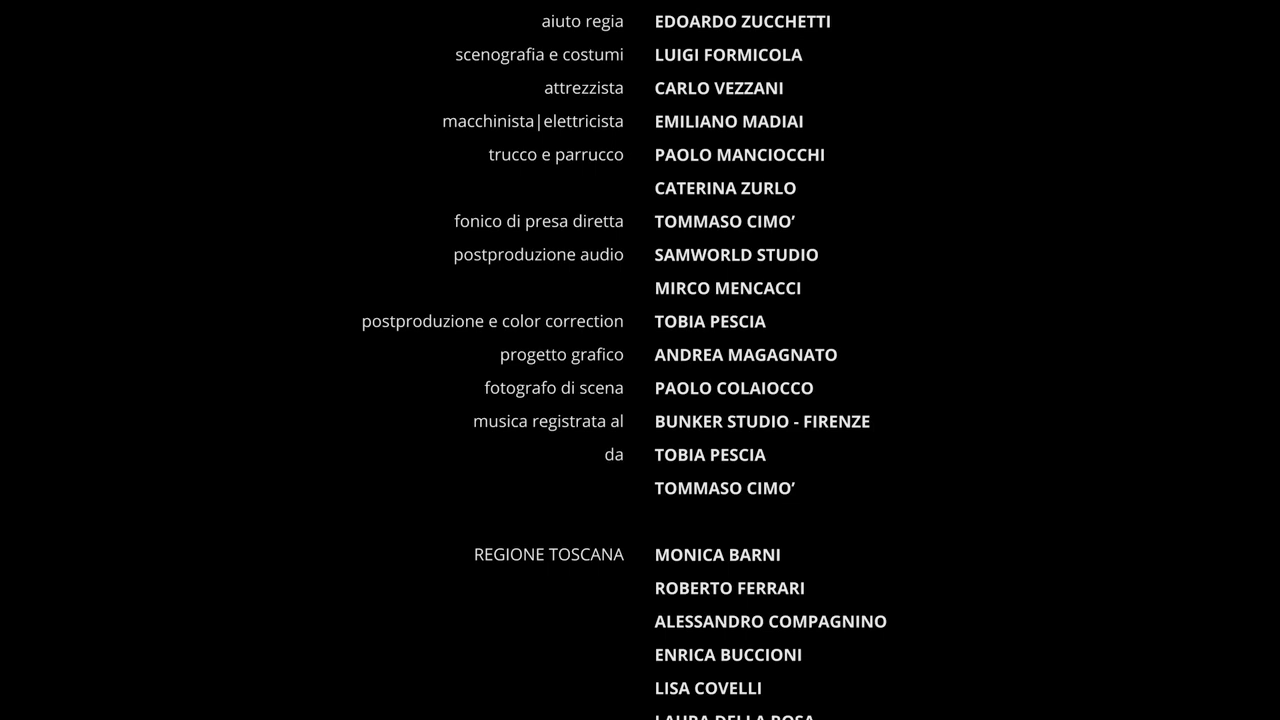 aiuto regia EDOARDO ZUCCHETTI
scenografia e costumi LUIGI FORMICOLA
attrezzista CARLO VEZZANI
macchinista|elettricista EMILIANO MADIAI
trucco e parrucco PAOLO MANCIOCCHI
CATERINA ZURLO
fonico di presa diretta TOMMASO CIMO’
postproduzione audio SAMWORLD STUDIO
MIRCO MENCACCI
postproduzione e color correction TOBIA PESCIA
progetto grafico ANDREA MAGAGNATO
fotografo di scena PAOLO COLAIOCCO
musica registrata al BUNKER STUDIO - FIRENZE
da TOBIA PESCIA
TOMMASO CIMO’
REGIONE TOSCANA MONICA BARNI
ROBERTO FERRARI
ALESSANDRO COMPAGNINO
ENRICA BUCCIONI
LISA COVELLI
LAURA DELLA ROSA